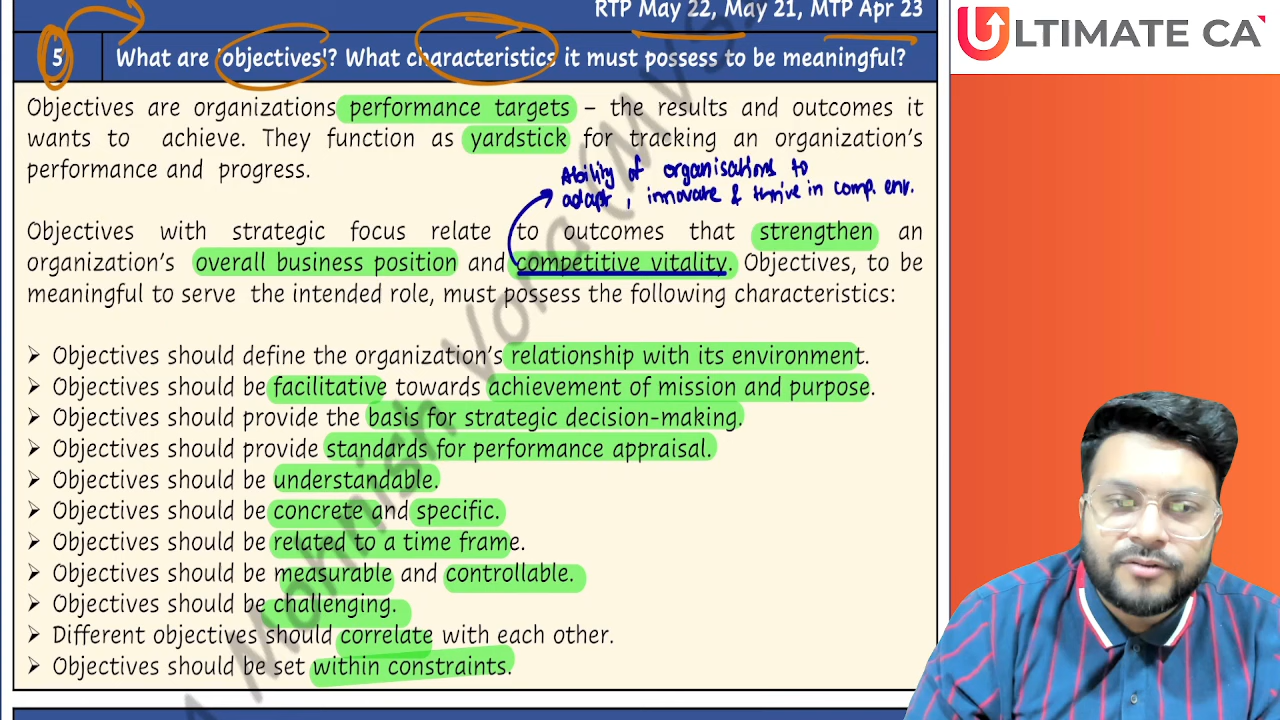 RTP May 22, May 21, MTP Apr 23
ULTIMATE CA
5 What are 'objectives'? What characteristics it must possess to be meaningful?
Objectives are organizations performance targets – the results and outcomes it
wants to achieve. They function as yardstick for tracking an organization's
performance and progress.
Ability of organisations to
adapt, innovate & thrive in comp. env.
Objectives with strategic focus relate to outcomes that strengthen an
organization's overall business position and competitive vitality. Objectives, to be
meaningful to serve the intended role, must possess the following characteristics:
➢ Objectives should define the organization's relationship with its environment.
➢ Objectives should be facilitative towards achievement of mission and purpose.
➢ Objectives should provide the basis for strategic decision-making.
➢ Objectives should provide standards for performance appraisal.
➢ Objectives should be understandable.
➢ Objectives should be concrete and specific.
➢ Objectives should be related to a time frame.
➢ Objectives should be measurable and controllable.
➢ Objectives should be challenging.
➢ Different objectives should correlate with each other.
➢ Objectives should be set within constraints.
Mohnish Vora